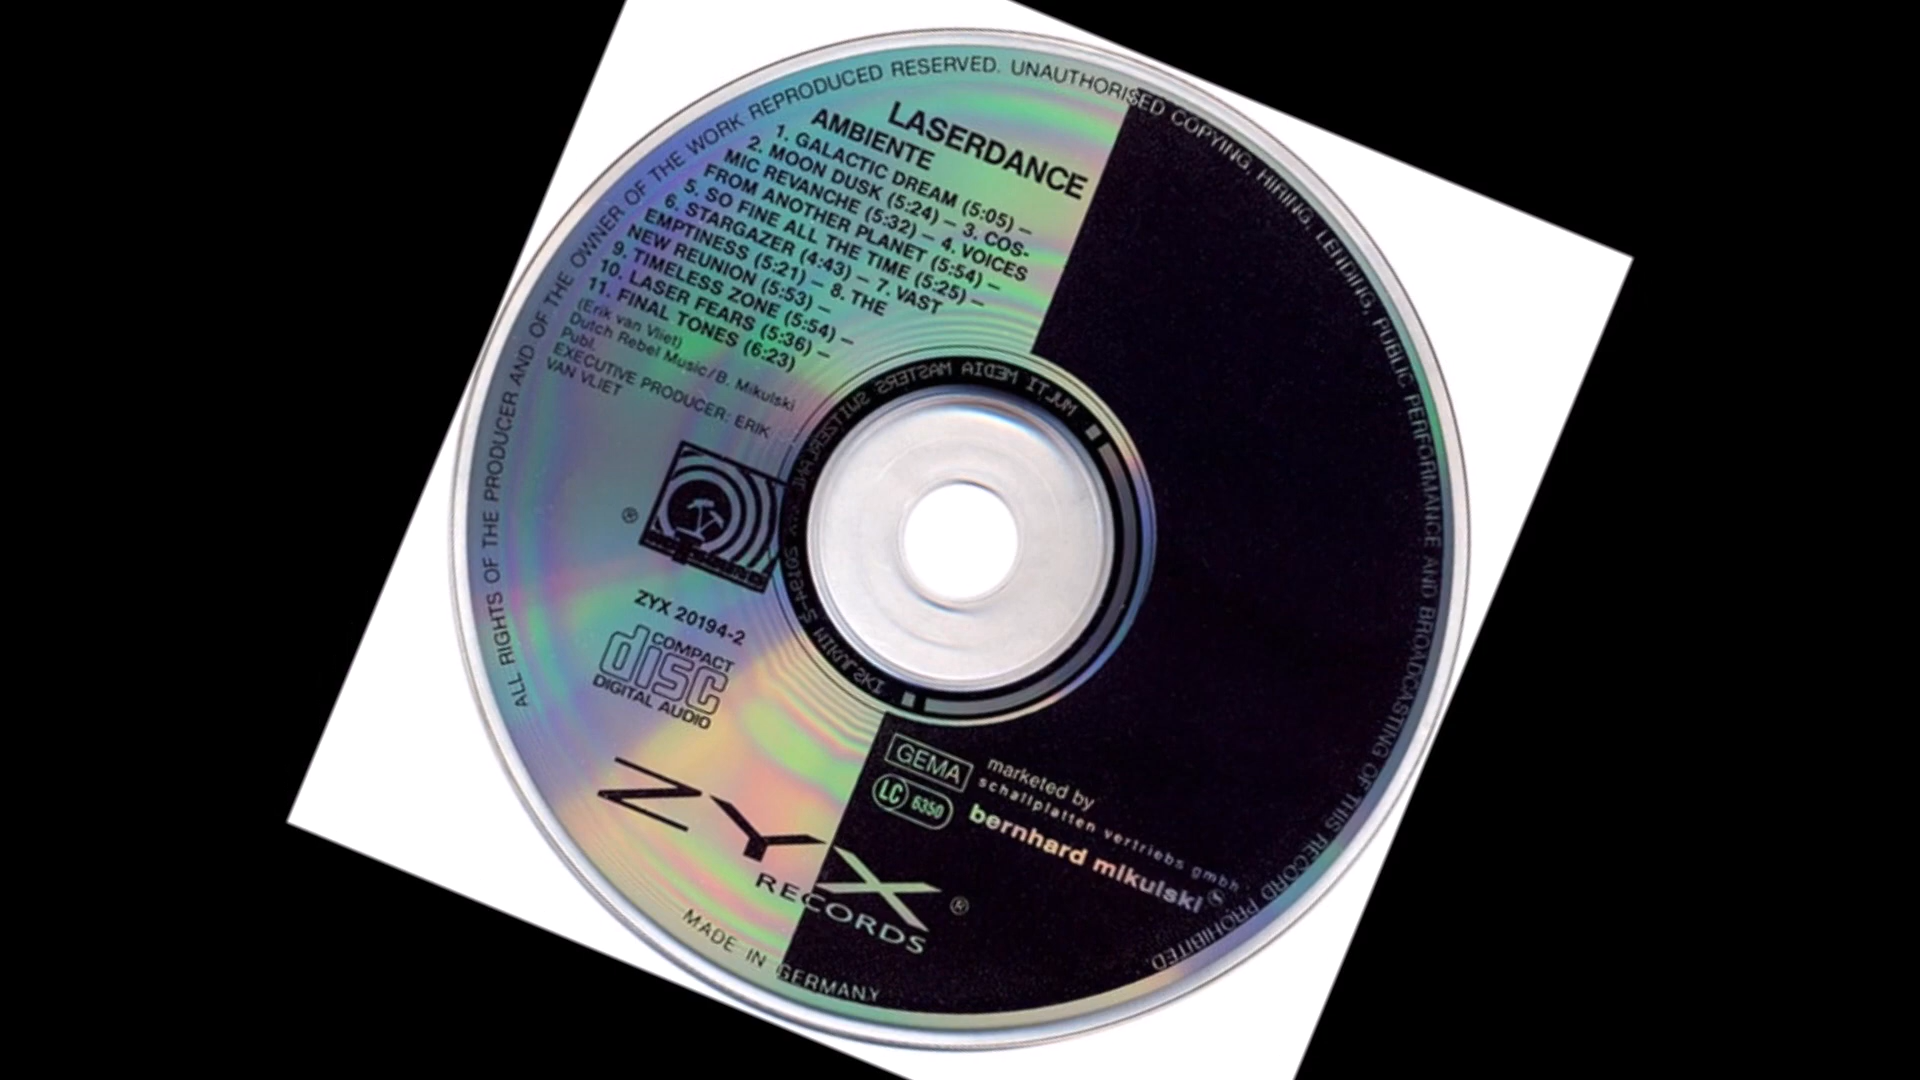 ALL RIGHTS OF THE PRODUCER AND OF THE OWNER OF THE WORK REPRODUCED RESERVED. UNAUTHORISED COPYING, HIRING, LENDING, PUBLIC PERFORMANCE AND BROADCASTING OF THIS RECORD PROHIBITED.
LASERDANCE
AMBIENTE
1. GALACTIC DREAM (5:05) –
2. MOON DUSK (5:24) – 3. COS-
MIC REVANCHE (5:32) – 4. VOICES
FROM ANOTHER PLANET (5:54) –
5. SO FINE ALL THE TIME (5:25) –
6. STARGAZER (4:43) – 7. VAST
EMPTINESS (5:21) – 8. THE
NEW REUNION (5:53) –
9. TIMELESS ZONE (5:54) –
10. LASER FEARS (5:36) –
11. FINAL TONES (6:23)
(Erik van Vliet)
Dutch Rebel Music/B. Mikulski
Publ.
EXECUTIVE PRODUCER: ERIK
VAN VLIET
MULTI MEDIA MASTERS
MIKULSKI
®
ZYX 20194-2
COMPACT
disc
DIGITAL AUDIO
GEMA
LC 6350
marketed by
schallplatten vertriebs gmbh
bernhard mikulski
ZYX
RECORDS ®
MADE IN GERMANY